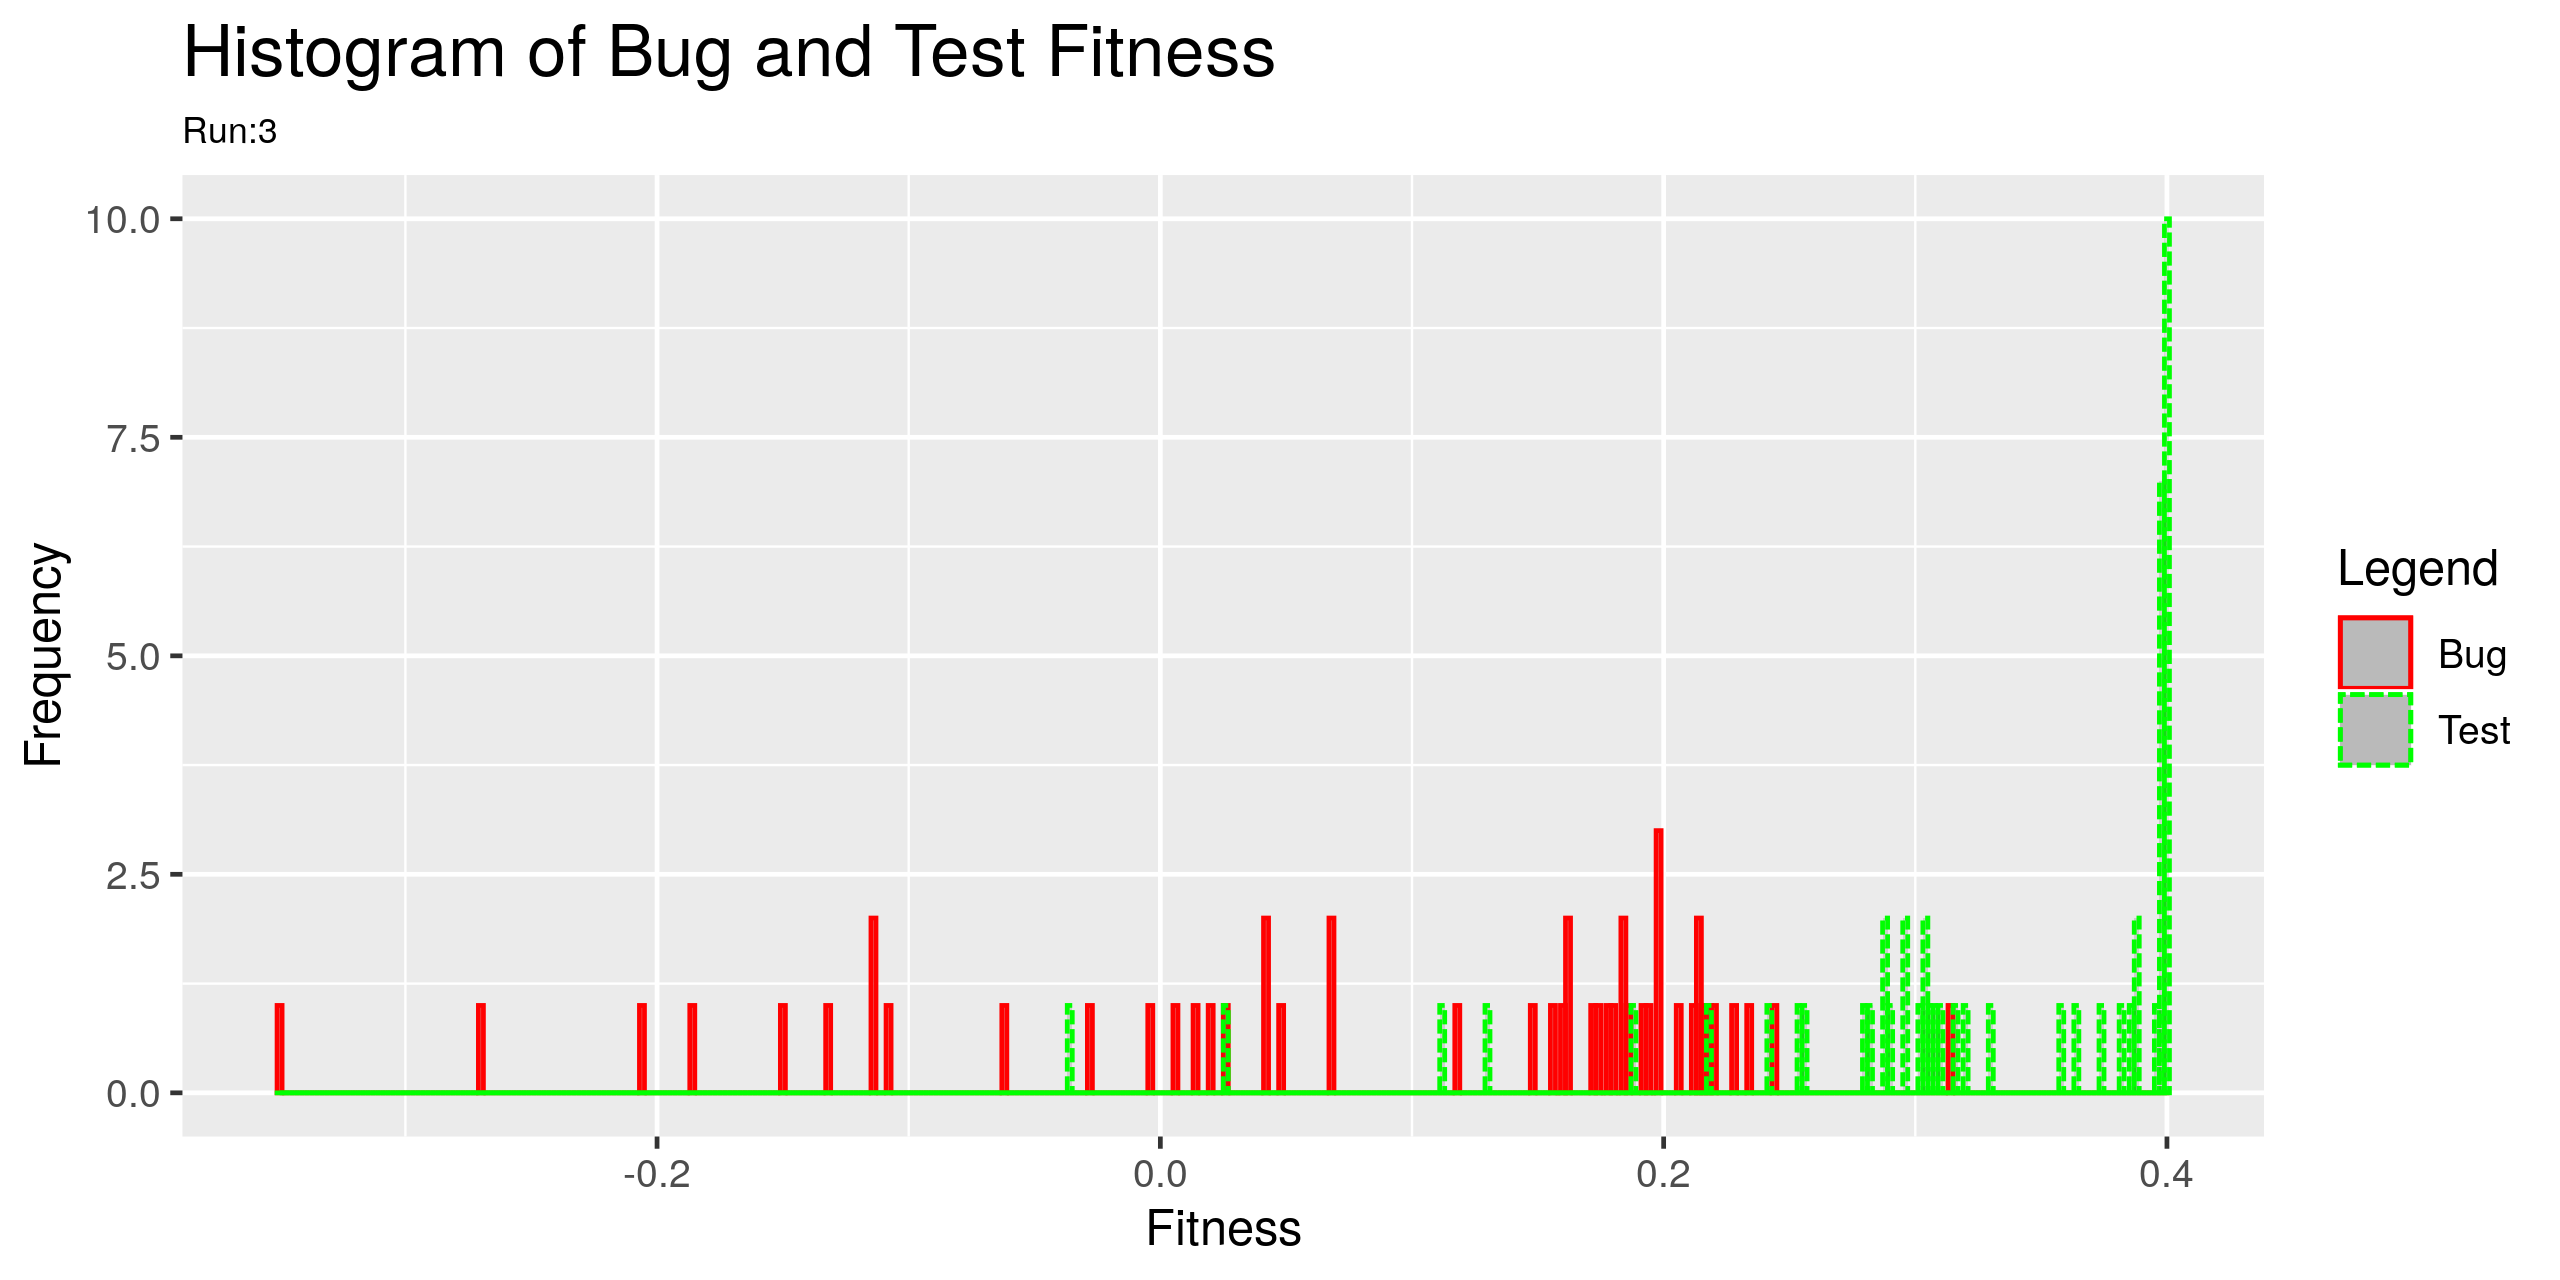 Histogram of Bug and Test Fitness
Run:3
10.0
7.5
5.0
2.5
0.0
Frequency
-0.2
0.0
0.2
0.4
Fitness
Legend
Bug
Test